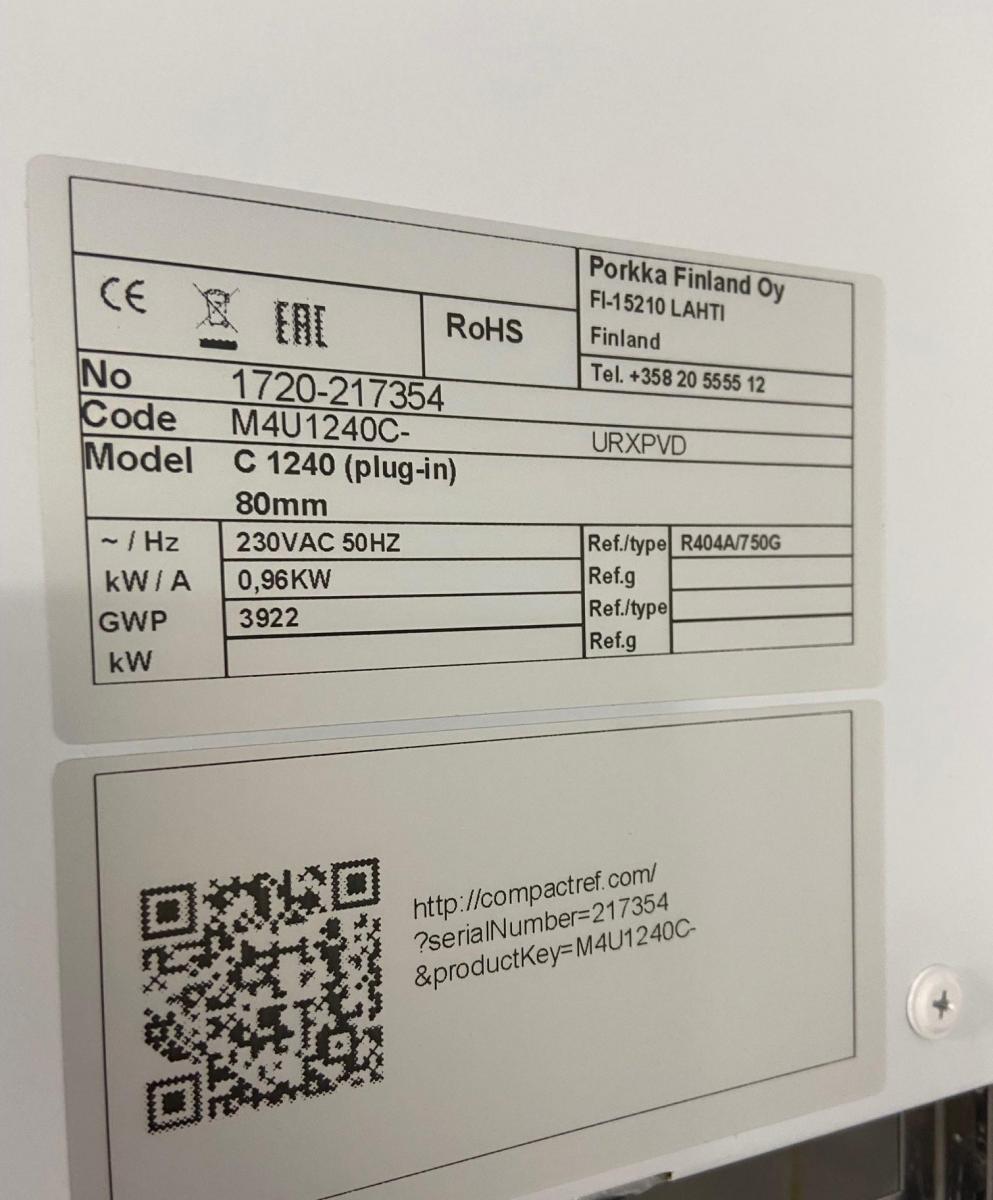 CE EAC RoHS
Porkka Finland Oy
FI-15210 LAHTI
Finland
Tel. +358 20 5555 12
No 1720-217354
Code M4U1240C- URXPVD
Model C 1240 (plug-in)
80mm
~ / Hz 230VAC 50HZ Ref./type R404A/750G
kW / A 0,96KW Ref.g
GWP 3922 Ref./type
kW Ref.g
http://compactref.com/
?serialNumber=217354
&productKey=M4U1240C-